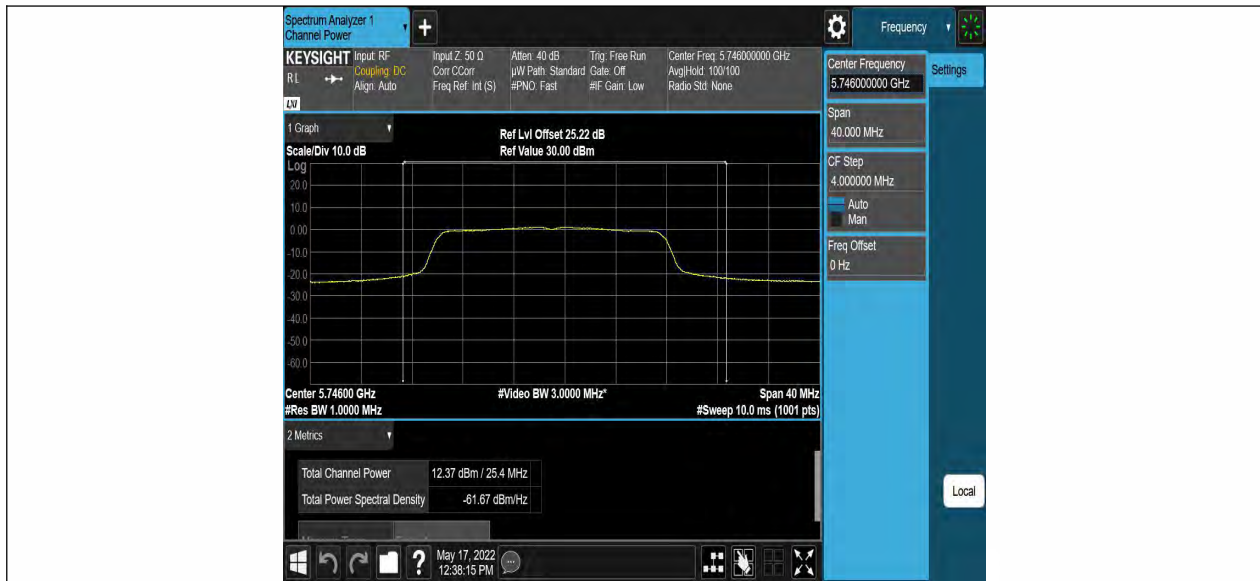 Spectrum Analyzer 1
Channel Power
+
Frequency
KEYSIGHT
R L
LXI
Input: RF
Coupling: DC
Align: Auto
Input Z: 50 Ω
Corr CCorr
Freq Ref: Int (S)
Atten: 40 dB
µW Path: Standard
#PNO: Fast
Trig: Free Run
Gate: Off
#IF Gain: Low
Center Freq: 5.746000000 GHz
Avg|Hold: 100/100
Radio Std: None
Center Frequency
5.746000000 GHz
Settings
Span
40.000 MHz
CF Step
4.000000 MHz
Auto
Man
Freq Offset
0 Hz
1 Graph
Scale/Div 10.0 dB
Ref Lvl Offset 25.22 dB
Ref Value 30.00 dBm
Log
20.0
10.0
0.00
-10.0
-20.0
-30.0
-40.0
-50.0
-60.0
Center 5.74600 GHz
#Res BW 1.0000 MHz
#Video BW 3.0000 MHz*
Span 40 MHz
#Sweep 10.0 ms (1001 pts)
2 Metrics
Total Channel Power 12.37 dBm / 25.4 MHz
Total Power Spectral Density -61.67 dBm/Hz
Local
?
May 17, 2022
12:38:15 PM